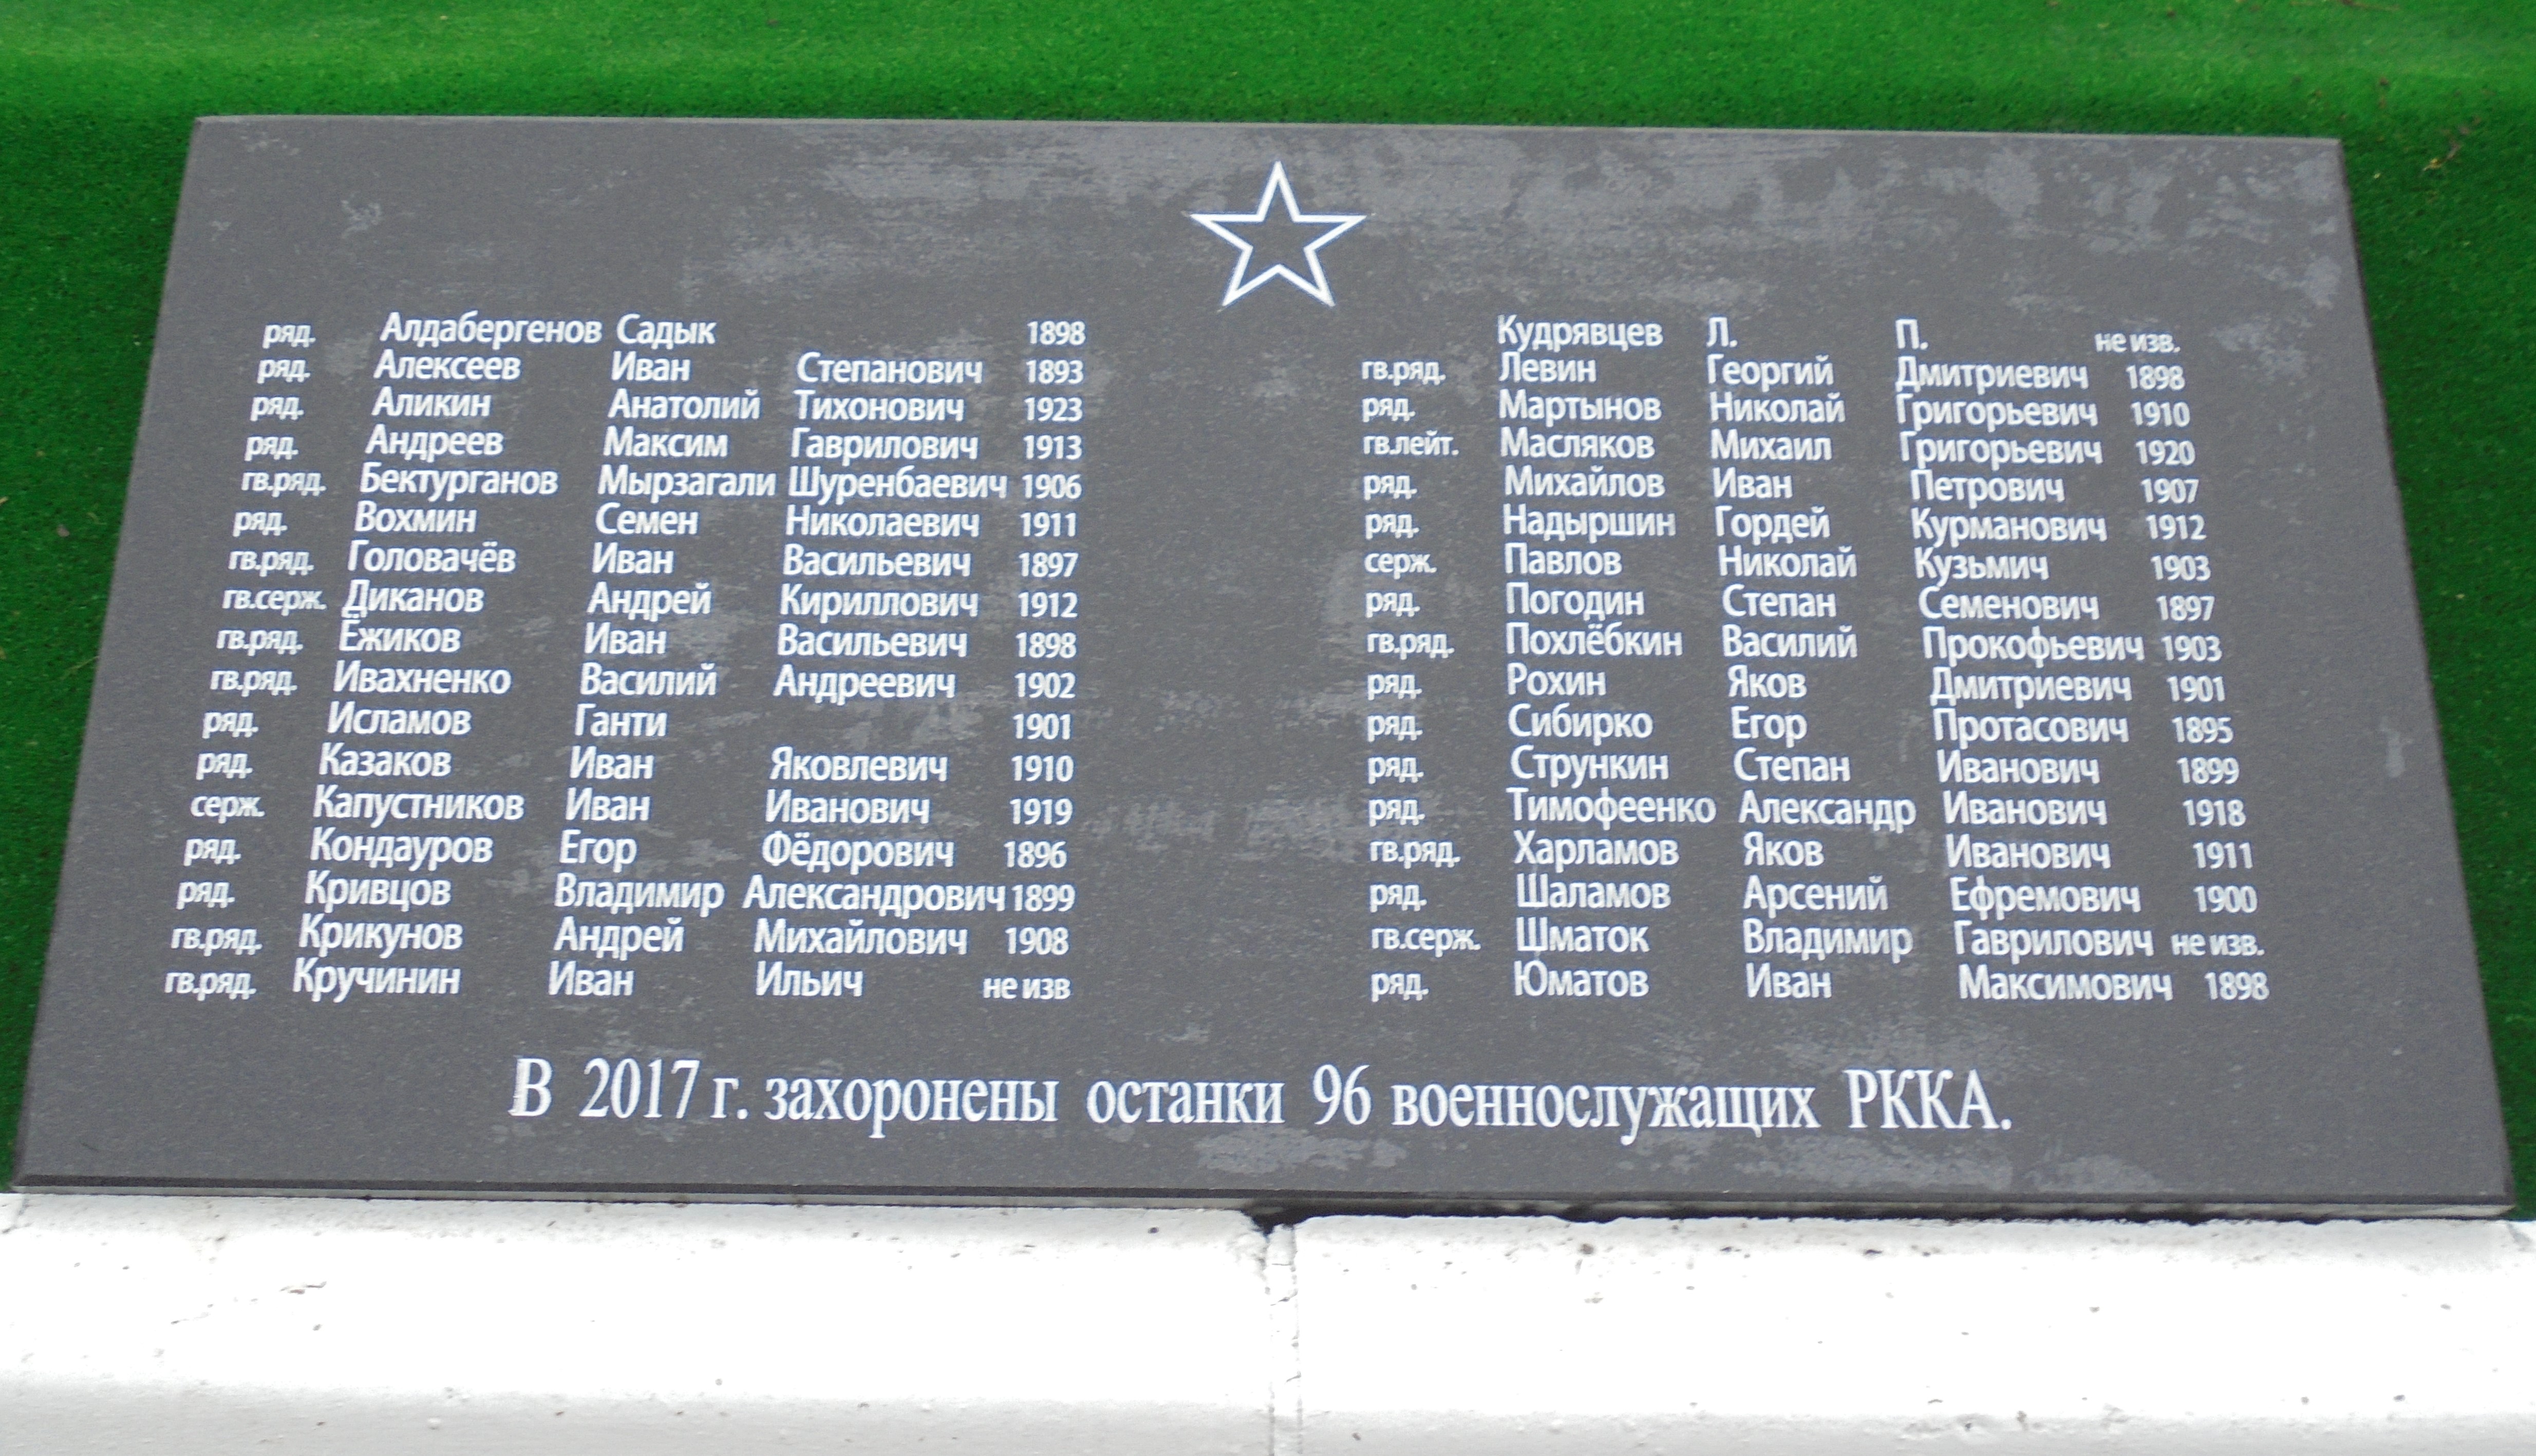 ряд. Алдабергенов Садык 1898
ряд. Алексеев Иван Степанович 1893
ряд. Аликин Анатолий Тихонович 1923
ряд. Андреев Максим Гаврилович 1913
гв.ряд. Бектурганов Мырзагали Шуренбаевич 1906
ряд. Вохмин Семен Николаевич 1911
гв.ряд. Головачёв Иван Васильевич 1897
гв.серж. Диканов Андрей Кириллович 1912
гв.ряд. Ёжиков Иван Васильевич 1898
гв.ряд. Ивахненко Василий Андреевич 1902
ряд. Исламов Ганти 1901
ряд. Казаков Иван Яковлевич 1910
серж. Капустников Иван Иванович 1919
ряд. Кондауров Егор Фёдорович 1896
ряд. Кривцов Владимир Александрович 1899
гв.ряд. Крикунов Андрей Михайлович 1908
гв.ряд. Кручинин Иван Ильич не изв
Кудрявцев Л. П. не изв.
гв.ряд. Левин Георгий Дмитриевич 1898
ряд. Мартынов Николай Григорьевич 1910
гв.лейт. Масляков Михаил Григорьевич 1920
ряд. Михайлов Иван Петрович 1907
ряд. Надыршин Гордей Курманович 1912
серж. Павлов Николай Кузьмич 1903
ряд. Погодин Степан Семенович 1897
гв.ряд. Похлёбкин Василий Прокофьевич 1903
ряд. Рохин Яков Дмитриевич 1901
ряд. Сибирко Егор Протасович 1895
ряд. Стрункин Степан Иванович 1899
ряд. Тимофеенко Александр Иванович 1918
гв.ряд. Харламов Яков Иванович 1911
ряд. Шаламов Арсений Ефремович 1900
гв.серж. Шматок Владимир Гаврилович не изв.
ряд. Юматов Иван Максимович 1898
В 2017 г. захоронены останки 96 военнослужащих РККА.